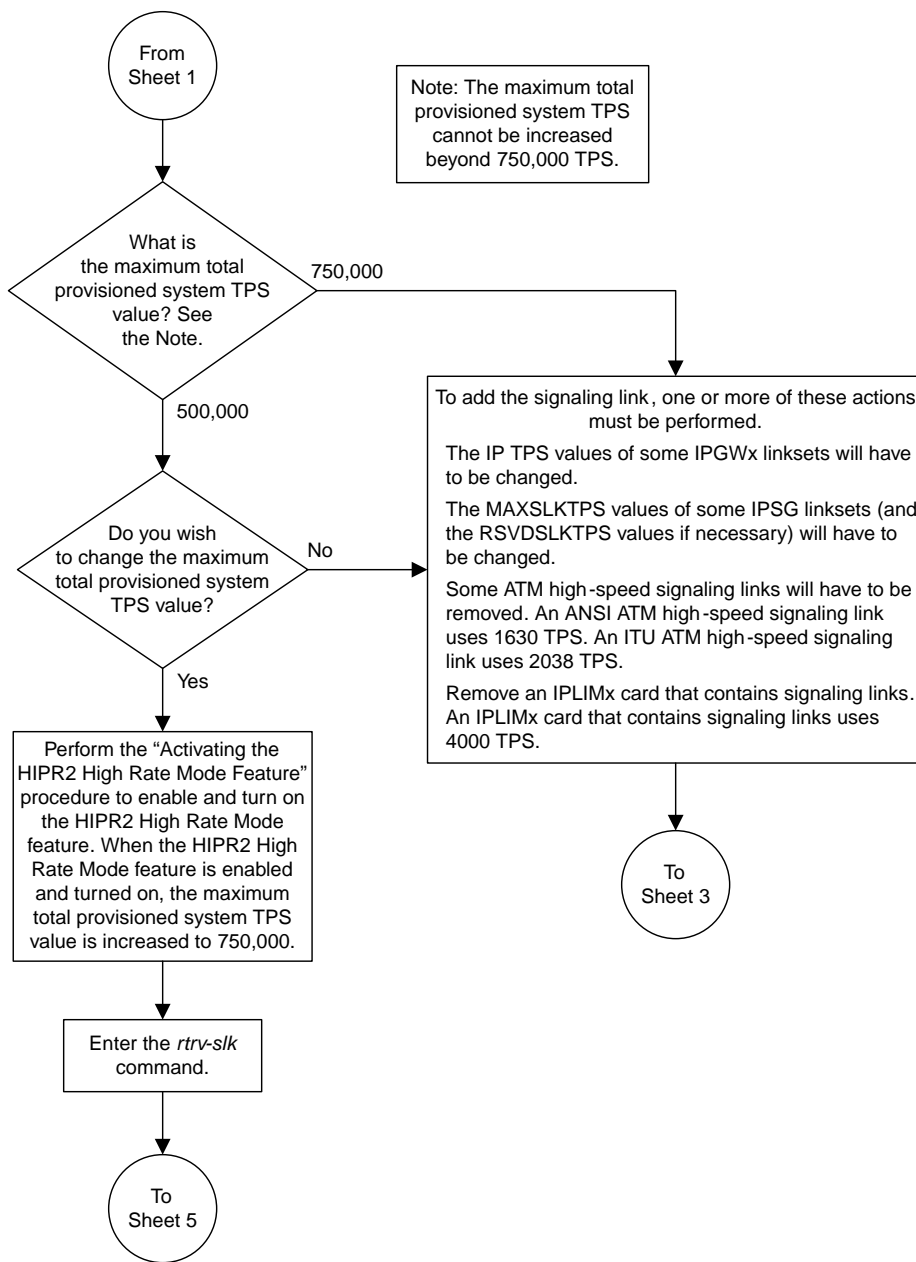 From
Sheet 1
Note: The maximum total
provisioned system TPS
cannot be increased
beyond 750,000 TPS.
What is
the maximum total
provisioned system TPS
value? See
the Note.
750,000
500,000
To add the signaling link, one or more of these actions
must be performed.
The IP TPS values of some IPGWx linksets will have
to be changed.
The MAXSLKTPS values of some IPSG linksets (and
the RSVDSLKTPS values if necessary) will have to
be changed.
Some ATM high-speed signaling links will have to be
removed. An ANSI ATM high-speed signaling link
uses 1630 TPS. An ITU ATM high-speed signaling
link uses 2038 TPS.
Remove an IPLIMx card that contains signaling links.
An IPLIMx card that contains signaling links uses
4000 TPS.
Do you wish
to change the maximum
total provisioned system
TPS value?
No
Yes
Perform the “Activating the
HIPR2 High Rate Mode Feature”
procedure to enable and turn on
the HIPR2 High Rate Mode
feature. When the HIPR2 High
Rate Mode feature is enabled
and turned on, the maximum
total provisioned system TPS
value is increased to 750,000.
To
Sheet 3
Enter the rtrv-slk
command.
To
Sheet 5